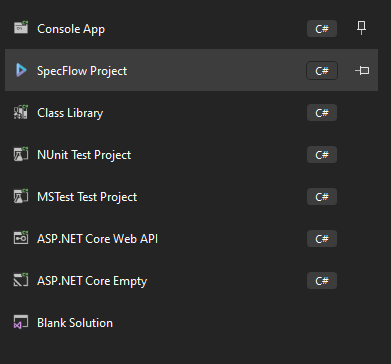 Console App C#
SpecFlow Project C#
Class Library C#
NUnit Test Project C#
MSTest Test Project C#
ASP.NET Core Web API C#
ASP.NET Core Empty C#
Blank Solution